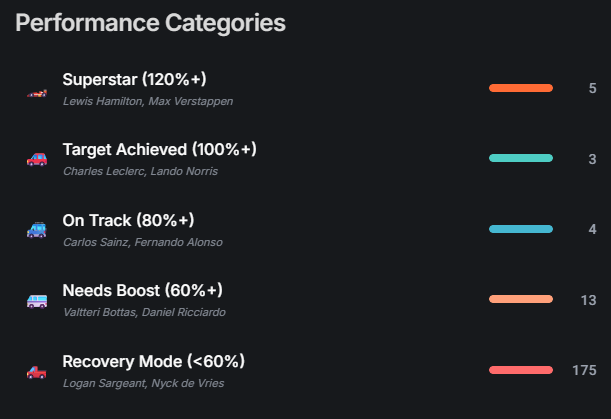 Performance Categories
Superstar (120%+)
5
Lewis Hamilton, Max Verstappen
Target Achieved (100%+)
3
Charles Leclerc, Lando Norris
On Track (80%+)
4
Carlos Sainz, Fernando Alonso
Needs Boost (60%+)
13
Valtteri Bottas, Daniel Ricciardo
Recovery Mode (<60%)
175
Logan Sargeant, Nyck de Vries